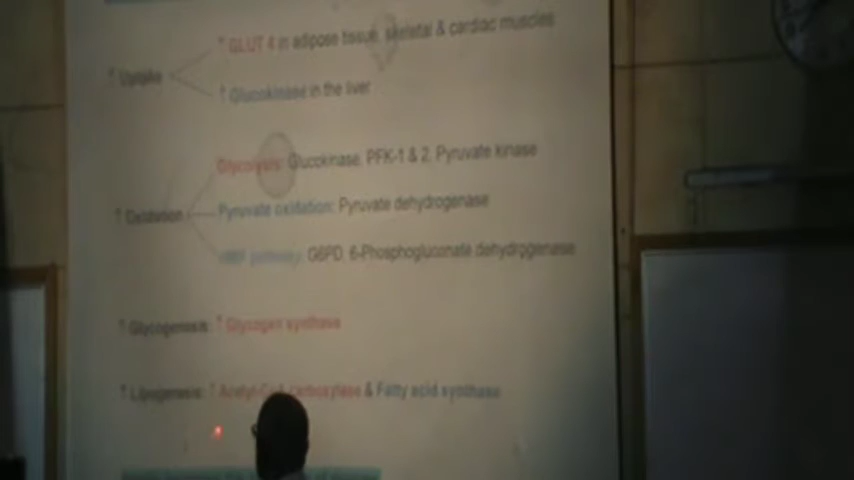 ↑ GLUT 4 in adipose tissue, skeletal & cardiac muscles
↑ Uptake
↑ Glucokinase in the liver
Glycolysis: Glucokinase, PFK-1 & 2, Pyruvate kinase
↑ Oxidation
Pyruvate oxidation: Pyruvate dehydrogenase
HMP pathway: G6PD, 6-Phosphogluconate dehydrogenase
↑ Glycogenesis: ↑ Glycogen synthase
↑ Lipogenesis: ↑ Acetyl-CoA carboxylase & Fatty acid synthase